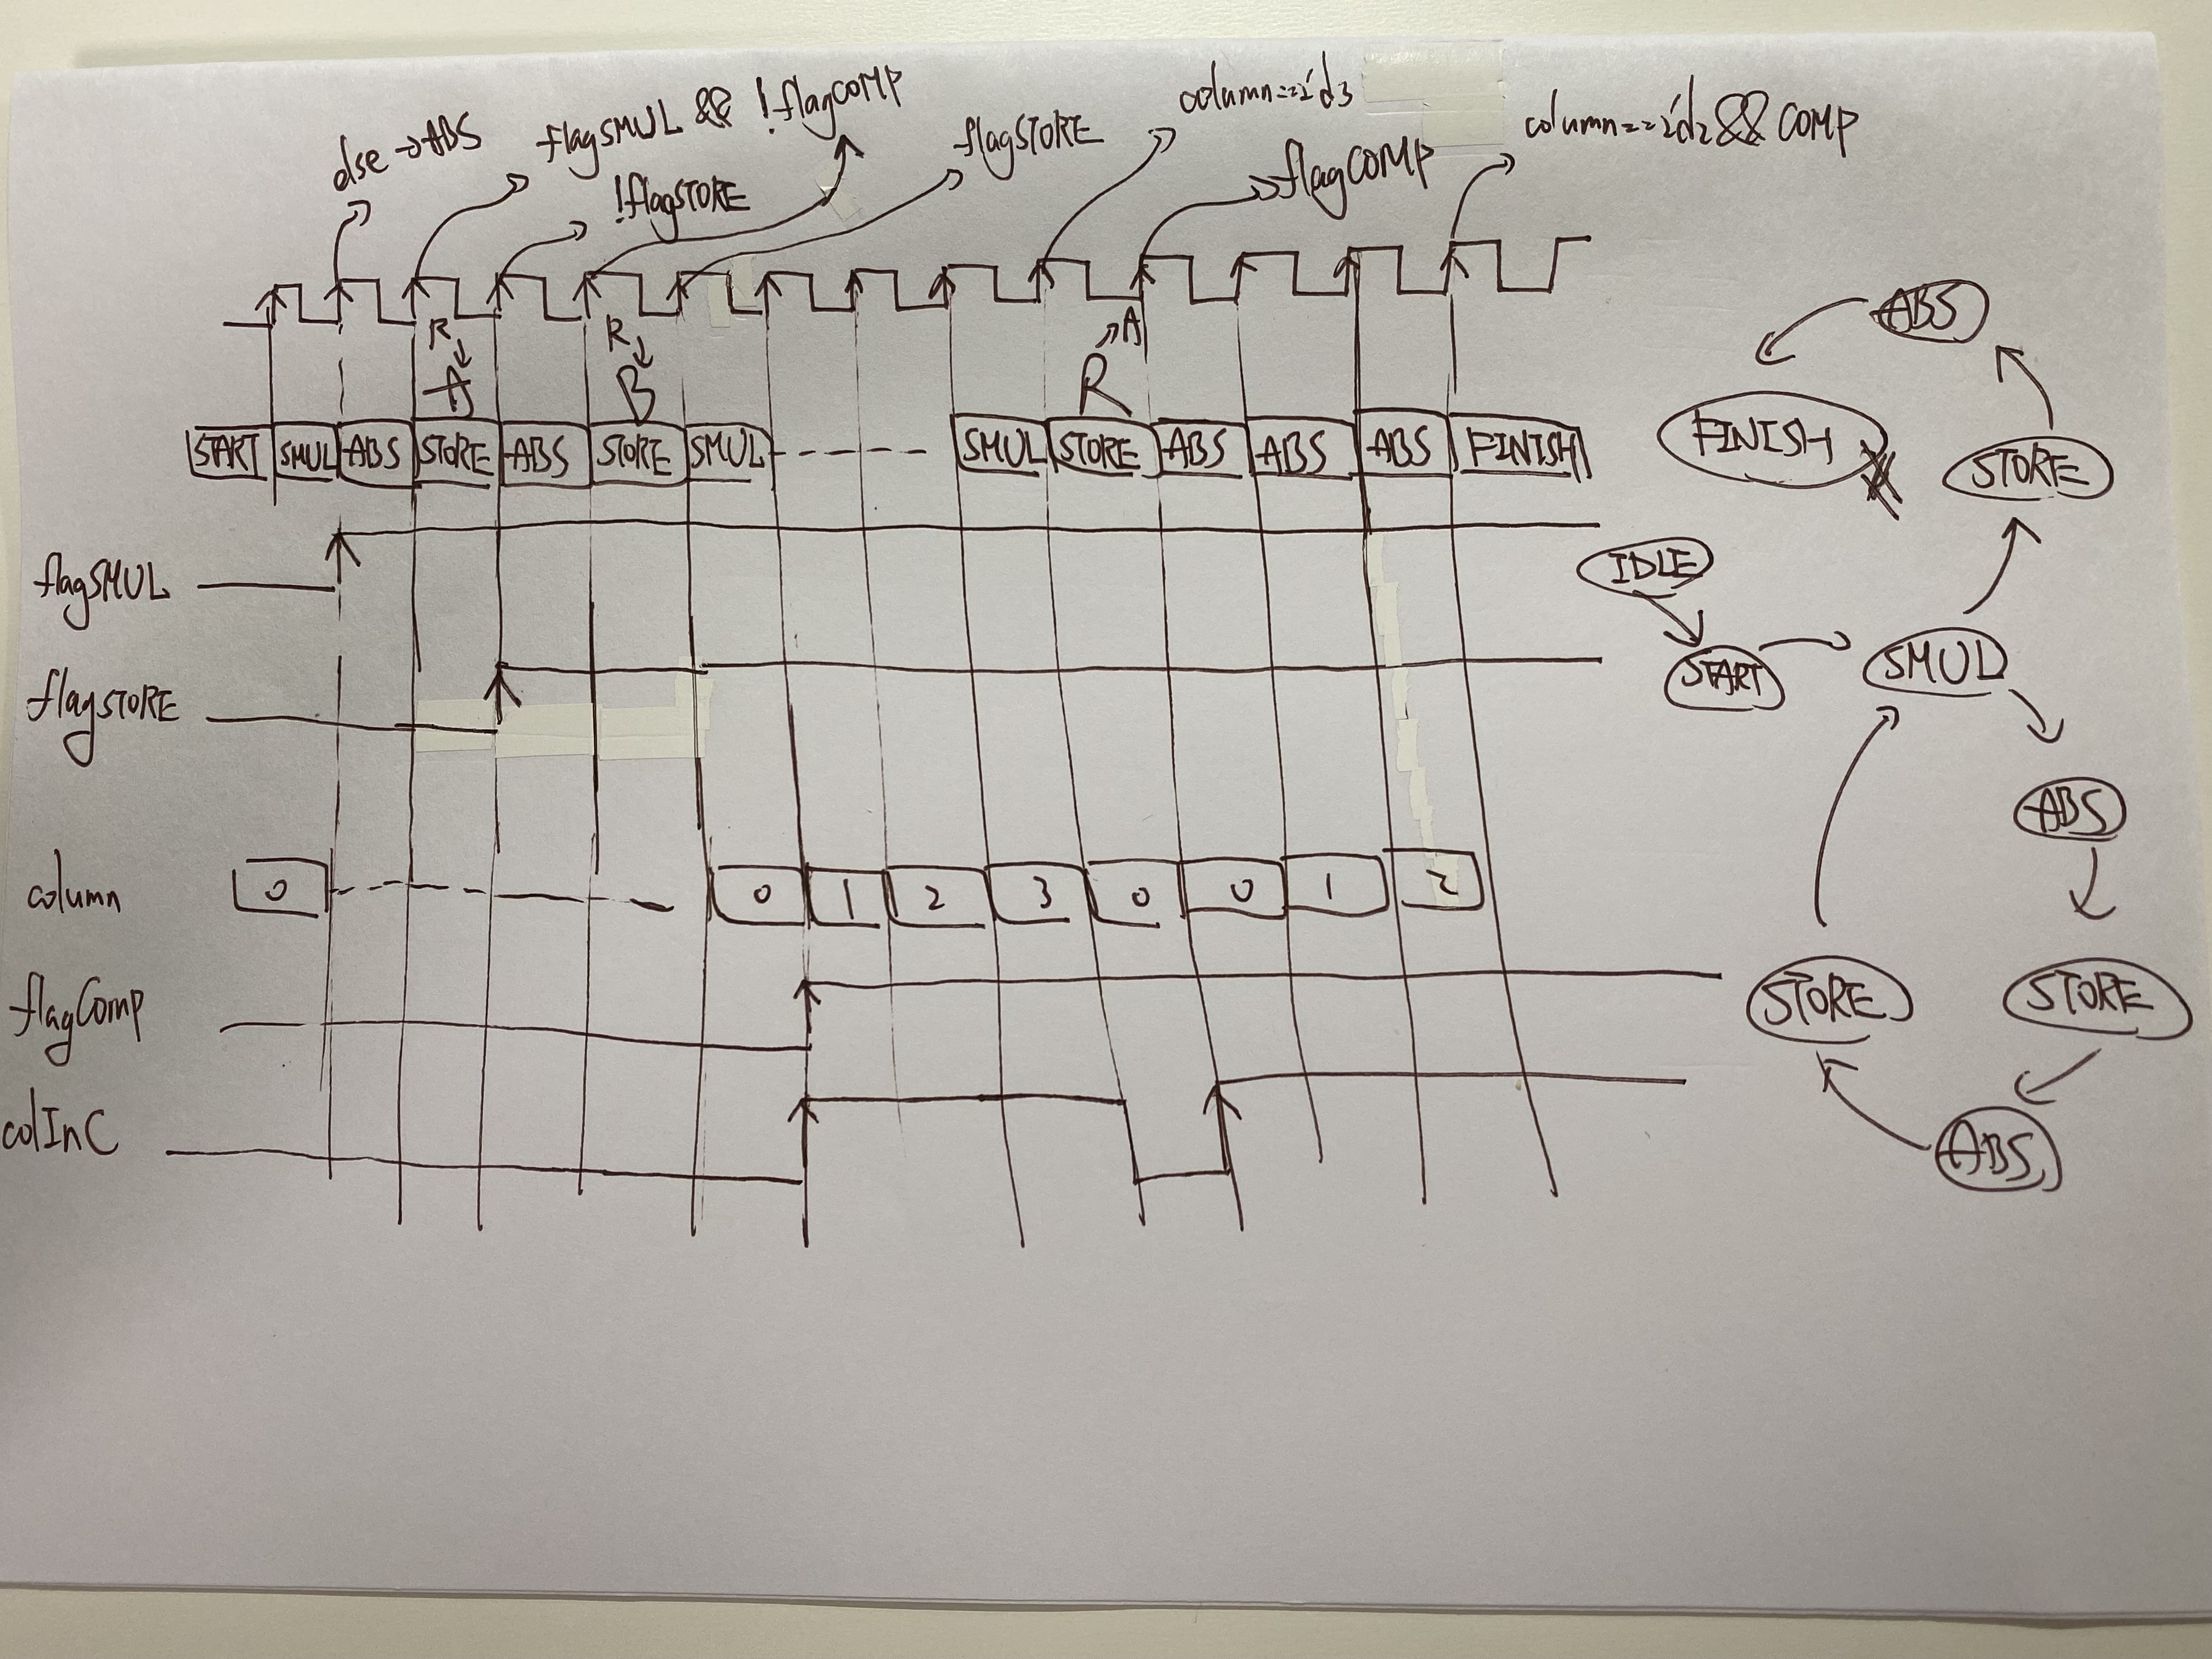 else → ABS
flagSMUL && !flagCOMP
!flagSTORE
flagSTORE
column==2'd3
flagCOMP
column==2'd2 && COMP
R
A
R
B
R
A
START SMUL ABS STORE ABS STORE SMUL SMUL STORE ABS ABS ABS FINISH
flagSMUL
flagSTORE
column 0 0 1 2 3 0 0 1 2
flagComp
colInC
ABS
FINISH
STORE
IDLE
START
SMUL
ABS
STORE
STORE
ABS